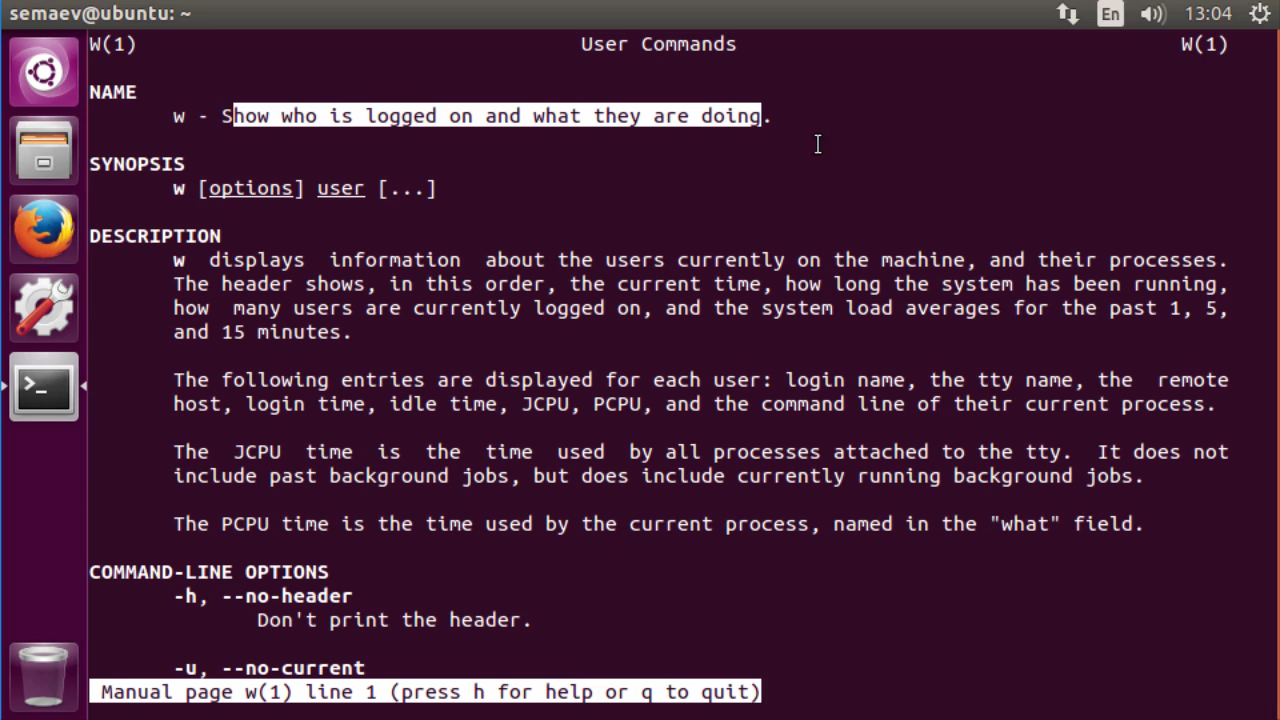 semaev@ubuntu: ~ En 13:04
W(1) User Commands W(1)
NAME
w - Show who is logged on and what they are doing.
SYNOPSIS
w [options] user [...]
DESCRIPTION
w displays information about the users currently on the machine, and their processes.
The header shows, in this order, the current time, how long the system has been running,
how many users are currently logged on, and the system load averages for the past 1, 5,
and 15 minutes.
The following entries are displayed for each user: login name, the tty name, the remote
host, login time, idle time, JCPU, PCPU, and the command line of their current process.
The JCPU time is the time used by all processes attached to the tty. It does not
include past background jobs, but does include currently running background jobs.
The PCPU time is the time used by the current process, named in the "what" field.
COMMAND-LINE OPTIONS
-h, --no-header
Don't print the header.
-u, --no-current
Manual page w(1) line 1 (press h for help or q to quit)